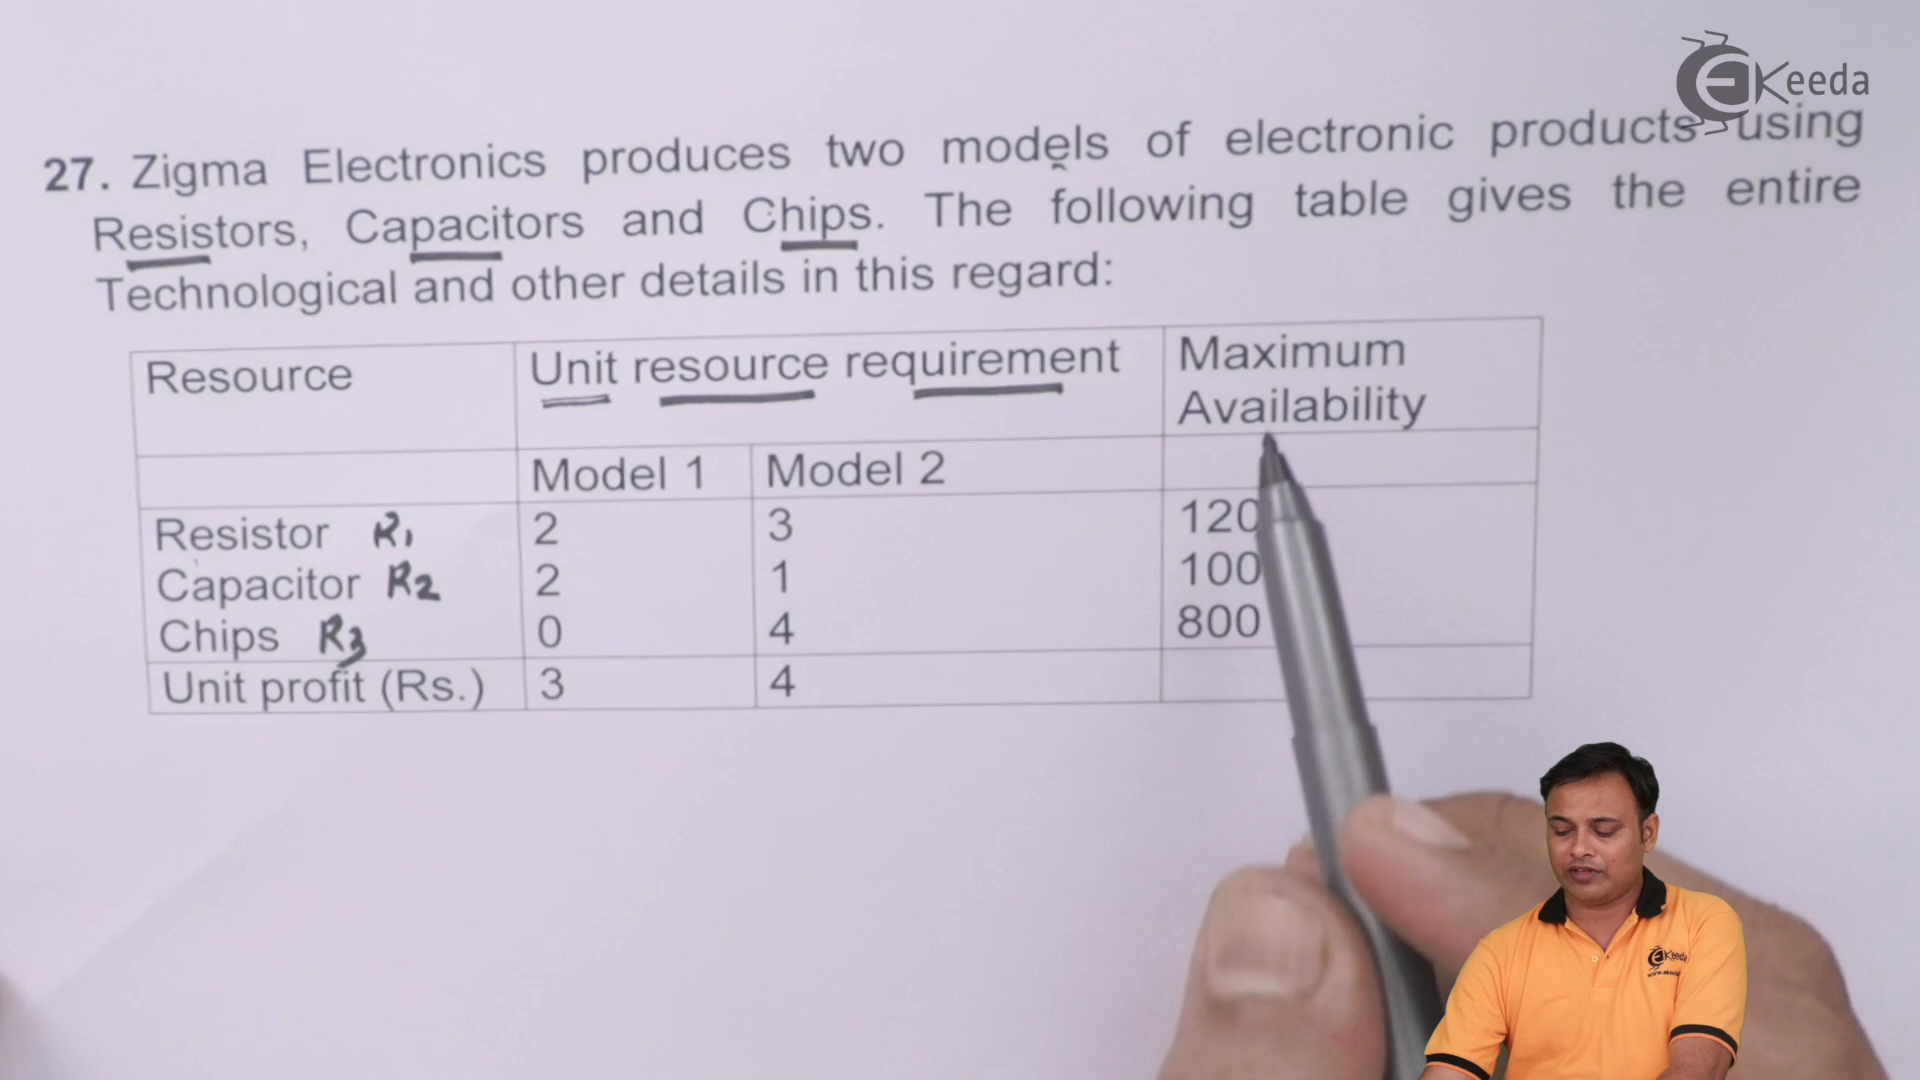 EKeeda
27. Zigma Electronics produces two models of electronic products using
Resistors, Capacitors and Chips. The following table gives the entire
Technological and other details in this regard:
Resource Unit resource requirement Maximum Availability
Model 1 Model 2
Resistor R1 2 3 120
Capacitor R2 2 1 100
Chips R3 0 4 800
Unit profit (Rs.) 3 4
EKeeda